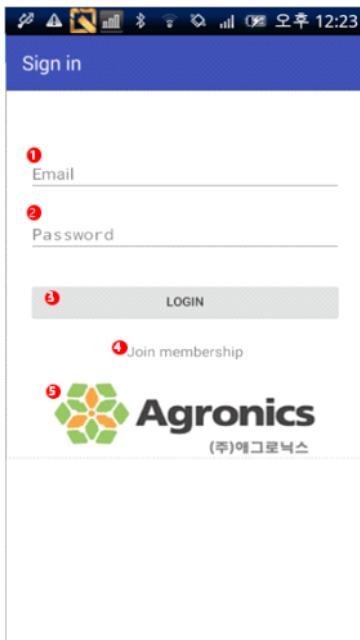 오후 12:23
Sign in
1
Email
2
Password
3 LOGIN
4 Join membership
5
Agronics
(주)애그로닉스